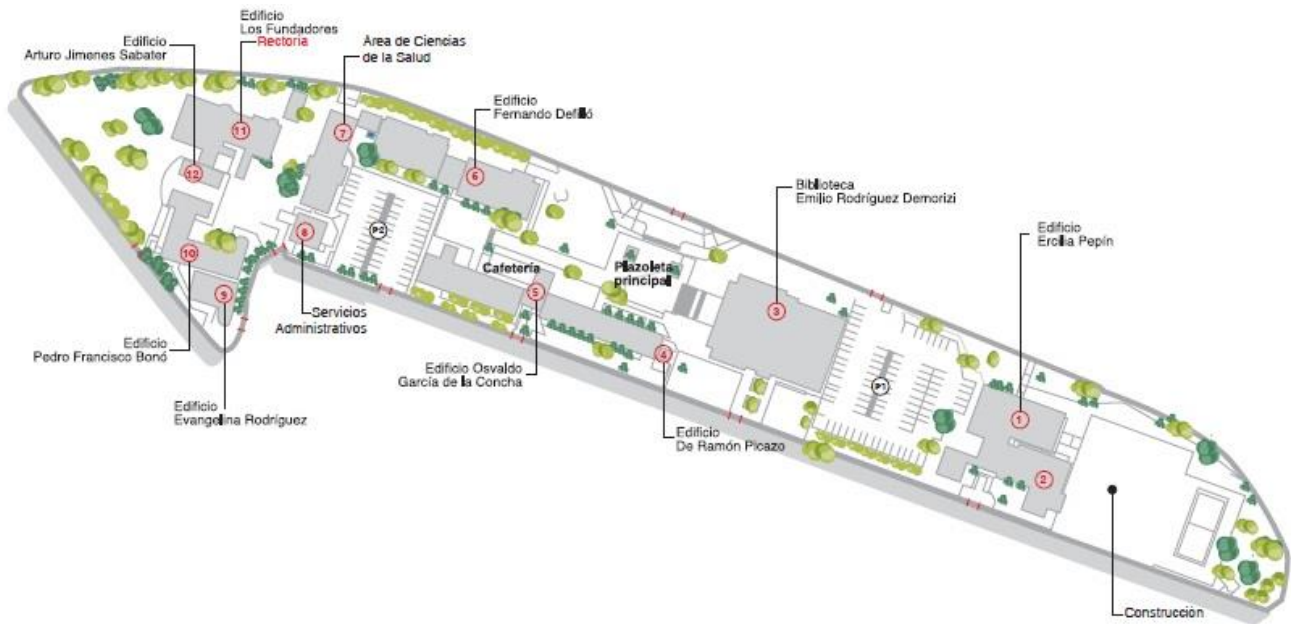 Edificio
Los Fundadores
Rectoría
Edificio
Arturo Jimenes Sabater
Área de Ciencias
de la Salud
Edificio
Fernando Defilló
Biblioteca
Emilio Rodríguez Demorizi
Edificio
Ercilia Pepín
11
7
12
6
8
P2
10
9
Cafetería
Plazoleta
principal
5
3
4
P1
1
2
Servicios
Administrativos
Edificio
Pedro Francisco Bonó
Edificio
Evangelina Rodríguez
Edificio Osvaldo
García de la Concha
Edificio
De Ramón Picazo
Construcción